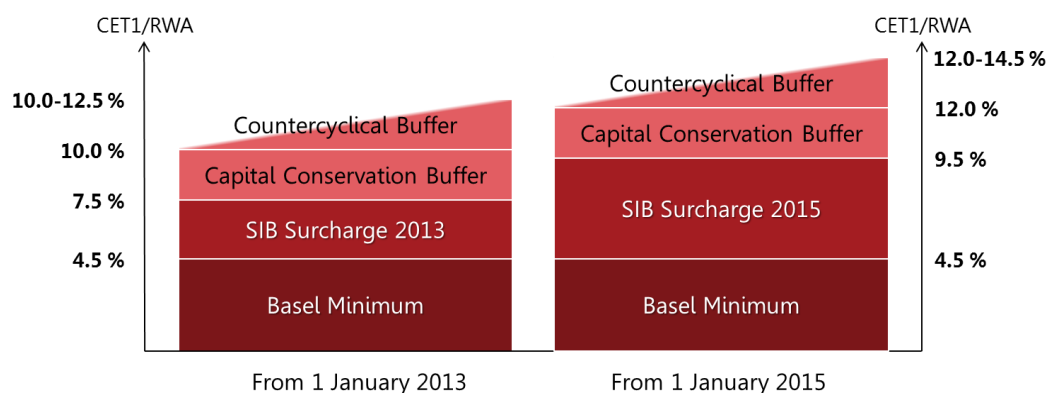 CET1/RWA
10.0-12.5 %
10.0 %
7.5 %
4.5 %
Countercyclical Buffer
Capital Conservation Buffer
SIB Surcharge 2013
Basel Minimum
From 1 January 2013
Countercyclical Buffer
Capital Conservation Buffer
SIB Surcharge 2015
Basel Minimum
From 1 January 2015
CET1/RWA
12.0-14.5 %
12.0 %
9.5 %
4.5 %